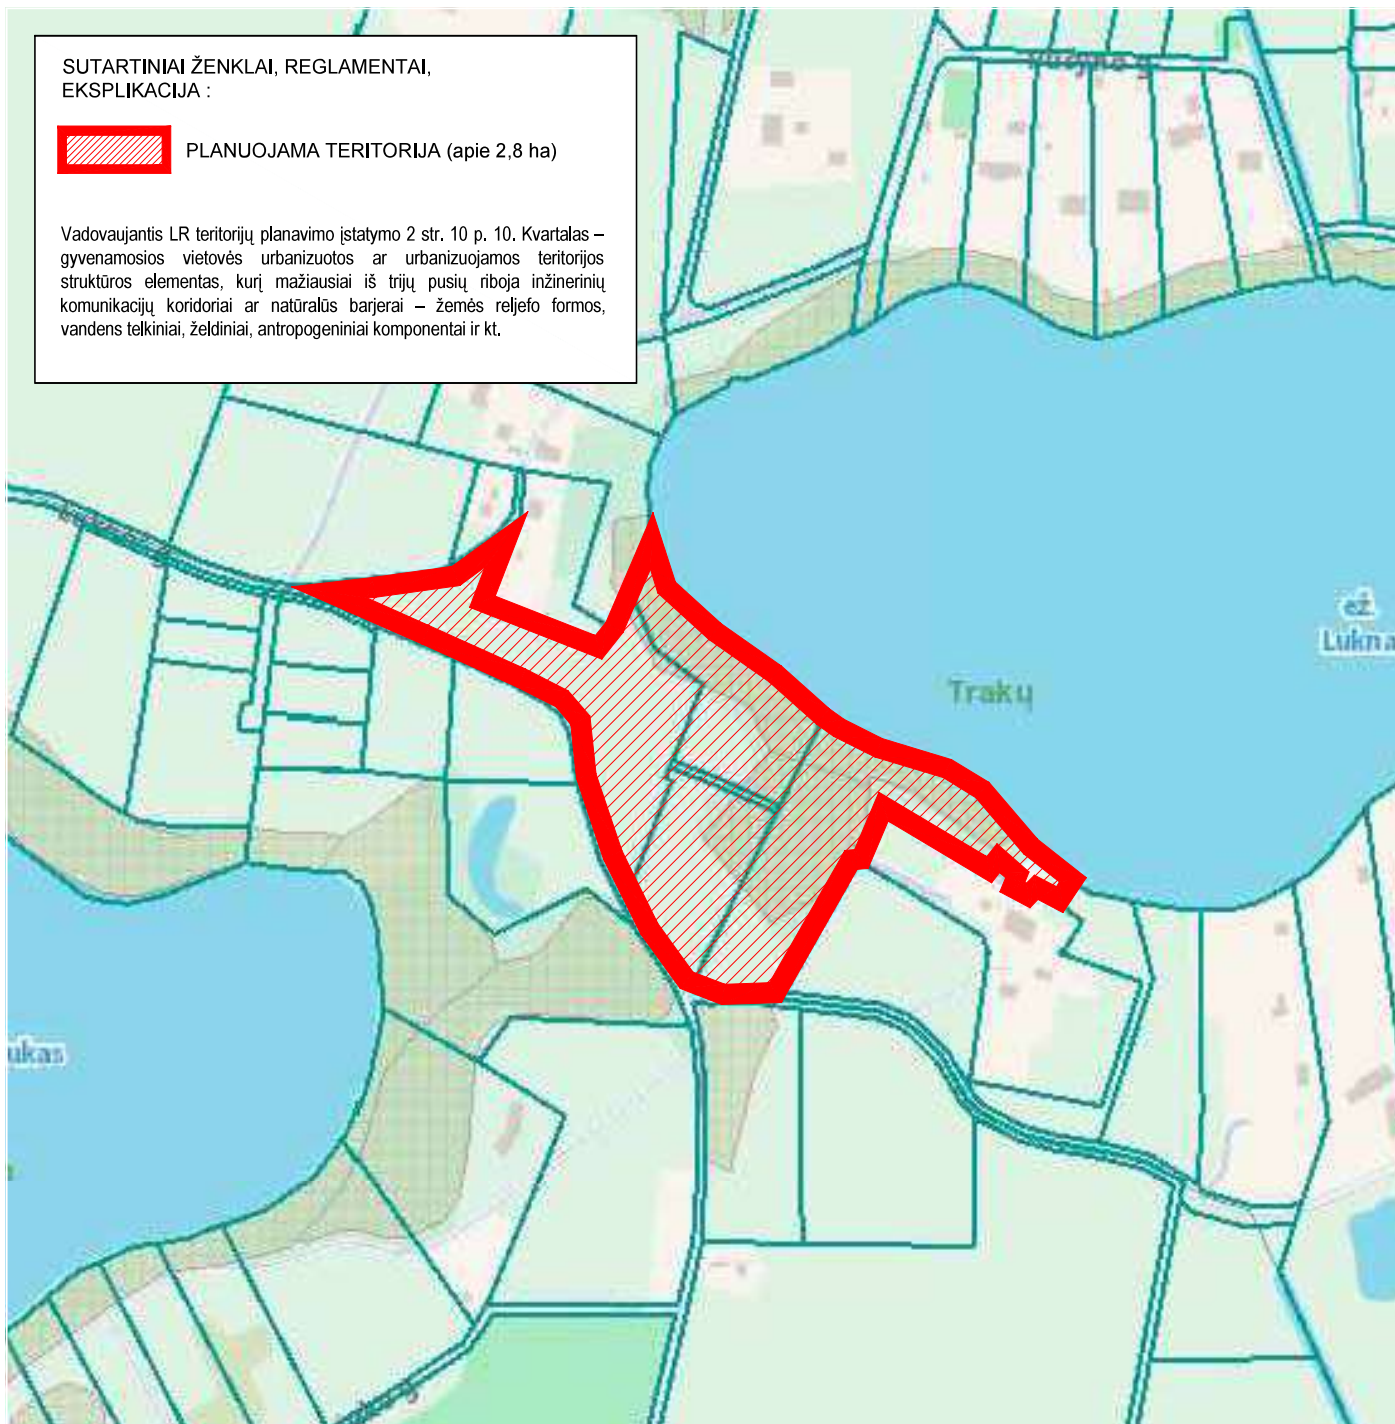 SUTARTINIAI ŽENKLAI, REGLAMENTAI,
EKSPLIKACIJA :
PLANUOJAMA TERITORIJA (apie 2,8 ha)
Vadovaujantis LR teritorijų planavimo įstatymo 2 str. 10 p. 10. Kvartalas –
gyvenamosios vietovės urbanizuotos ar urbanizuojamos teritorijos
struktūros elementas, kurį mažiausiai iš trijų pusių riboja inžinerinių
komunikacijų koridoriai ar natūralūs barjerai – žemės reljefo formos,
vandens telkiniai, želdiniai, antropogeniniai komponentai ir kt.
ež.
Lukna
Trakų
ukas